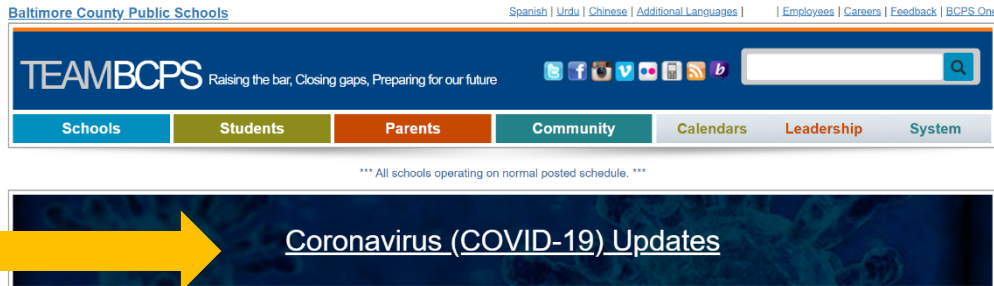 Baltimore County Public Schools
Spanish | Urdu | Chinese | Additional Languages | | Employees | Careers | Feedback | BCPS One
TEAMBCPS Raising the bar, Closing gaps, Preparing for our future
Schools Students Parents Community Calendars Leadership System
*** All schools operating on normal posted schedule. ***
Coronavirus (COVID-19) Updates